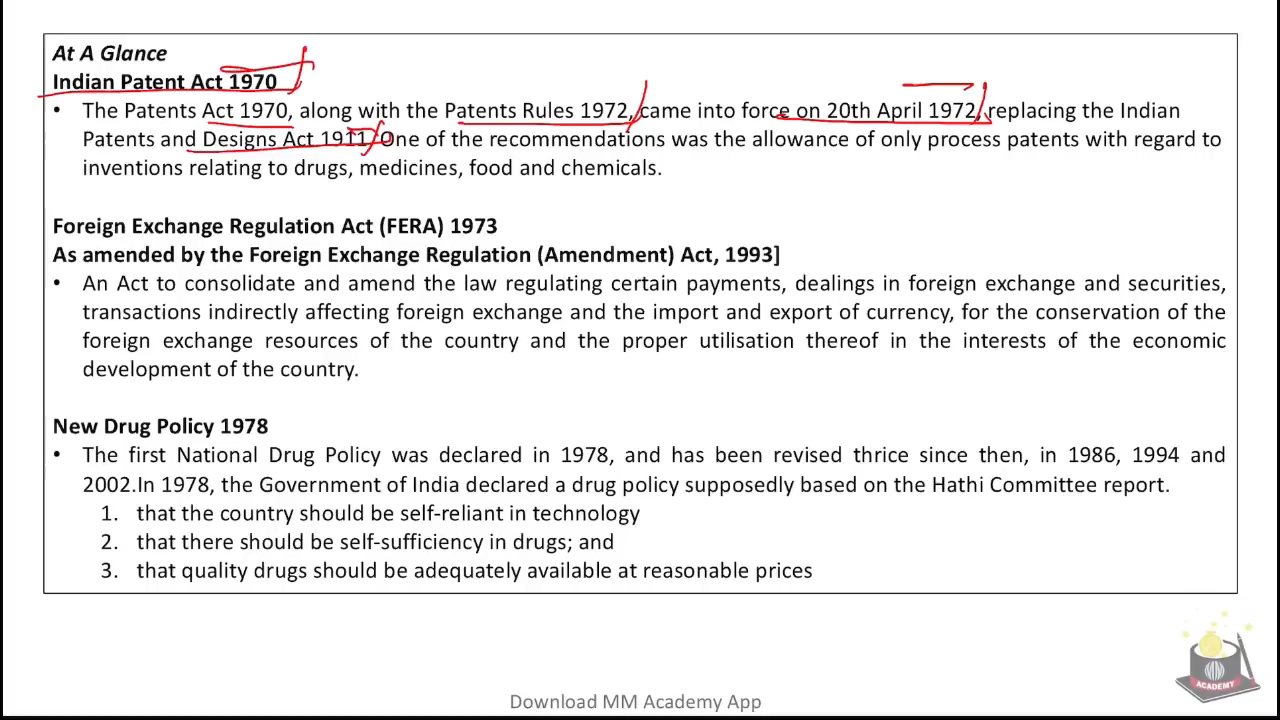 At A Glance
Indian Patent Act 1970
• The Patents Act 1970, along with the Patents Rules 1972, came into force on 20th April 1972, replacing the Indian
Patents and Designs Act 1911. One of the recommendations was the allowance of only process patents with regard to
inventions relating to drugs, medicines, food and chemicals.
Foreign Exchange Regulation Act (FERA) 1973
As amended by the Foreign Exchange Regulation (Amendment) Act, 1993]
• An Act to consolidate and amend the law regulating certain payments, dealings in foreign exchange and securities,
transactions indirectly affecting foreign exchange and the import and export of currency, for the conservation of the
foreign exchange resources of the country and the proper utilisation thereof in the interests of the economic
development of the country.
New Drug Policy 1978
• The first National Drug Policy was declared in 1978, and has been revised thrice since then, in 1986, 1994 and
2002.In 1978, the Government of India declared a drug policy supposedly based on the Hathi Committee report.
1. that the country should be self-reliant in technology
2. that there should be self-sufficiency in drugs; and
3. that quality drugs should be adequately available at reasonable prices
ACADEMY
Download MM Academy App